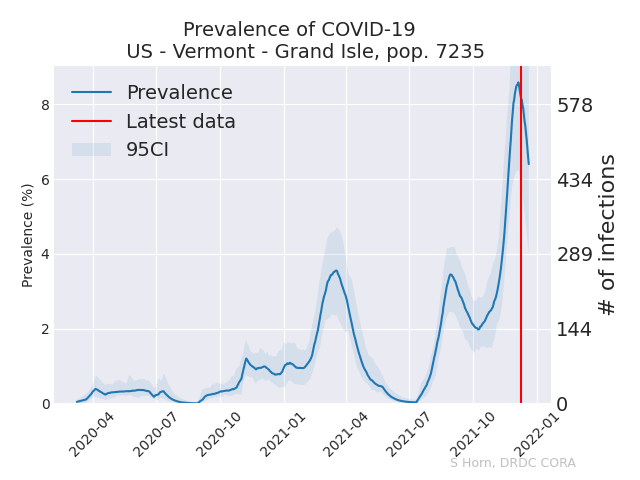 Prevalence of COVID-19
US - Vermont - Grand Isle, pop. 7235
Prevalence
Latest data
95CI
Prevalence (%)
8
6
4
2
0
578
434
289
144
0
# of infections
2020-04
2020-07
2020-10
2021-01
2021-04
2021-07
2021-10
2022-01
S Horn, DRDC CORA